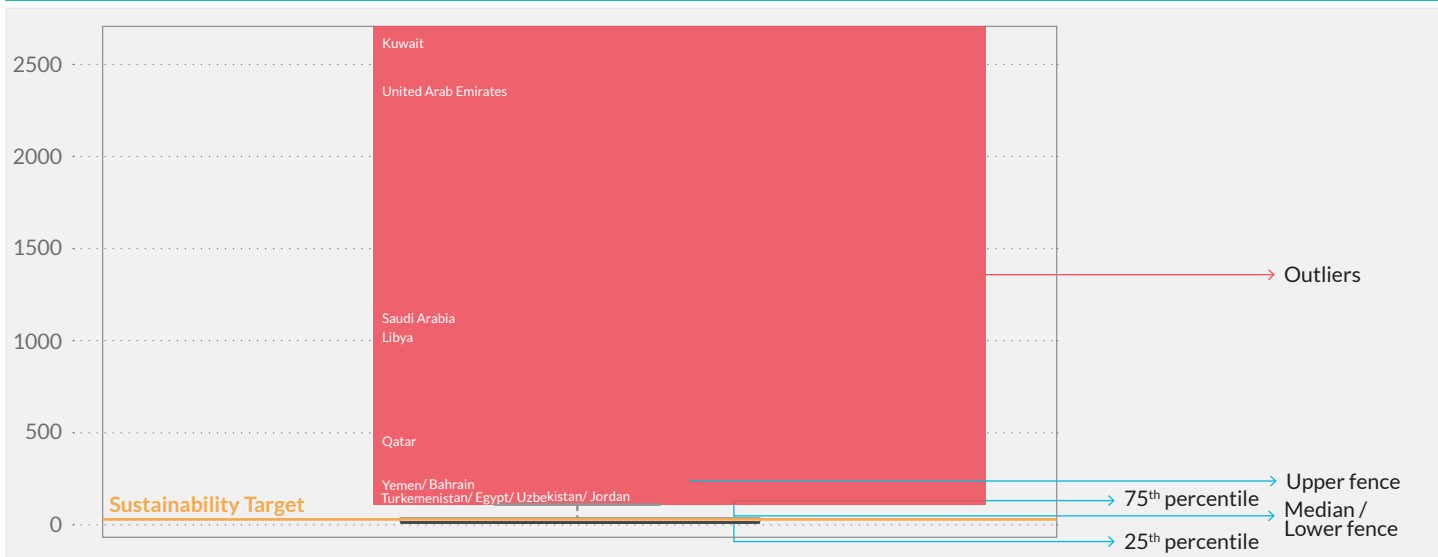 Kuwait
2500
United Arab Emirates
2000
1500
Outliers
Saudi Arabia
Libya
1000
500
Qatar
Yemen/ Bahrain
Upper fence
Turkemenistan/ Egypt/ Uzbekistan/ Jordan
75th percentile
Sustainability Target
Median /
Lower fence
0
25th percentile